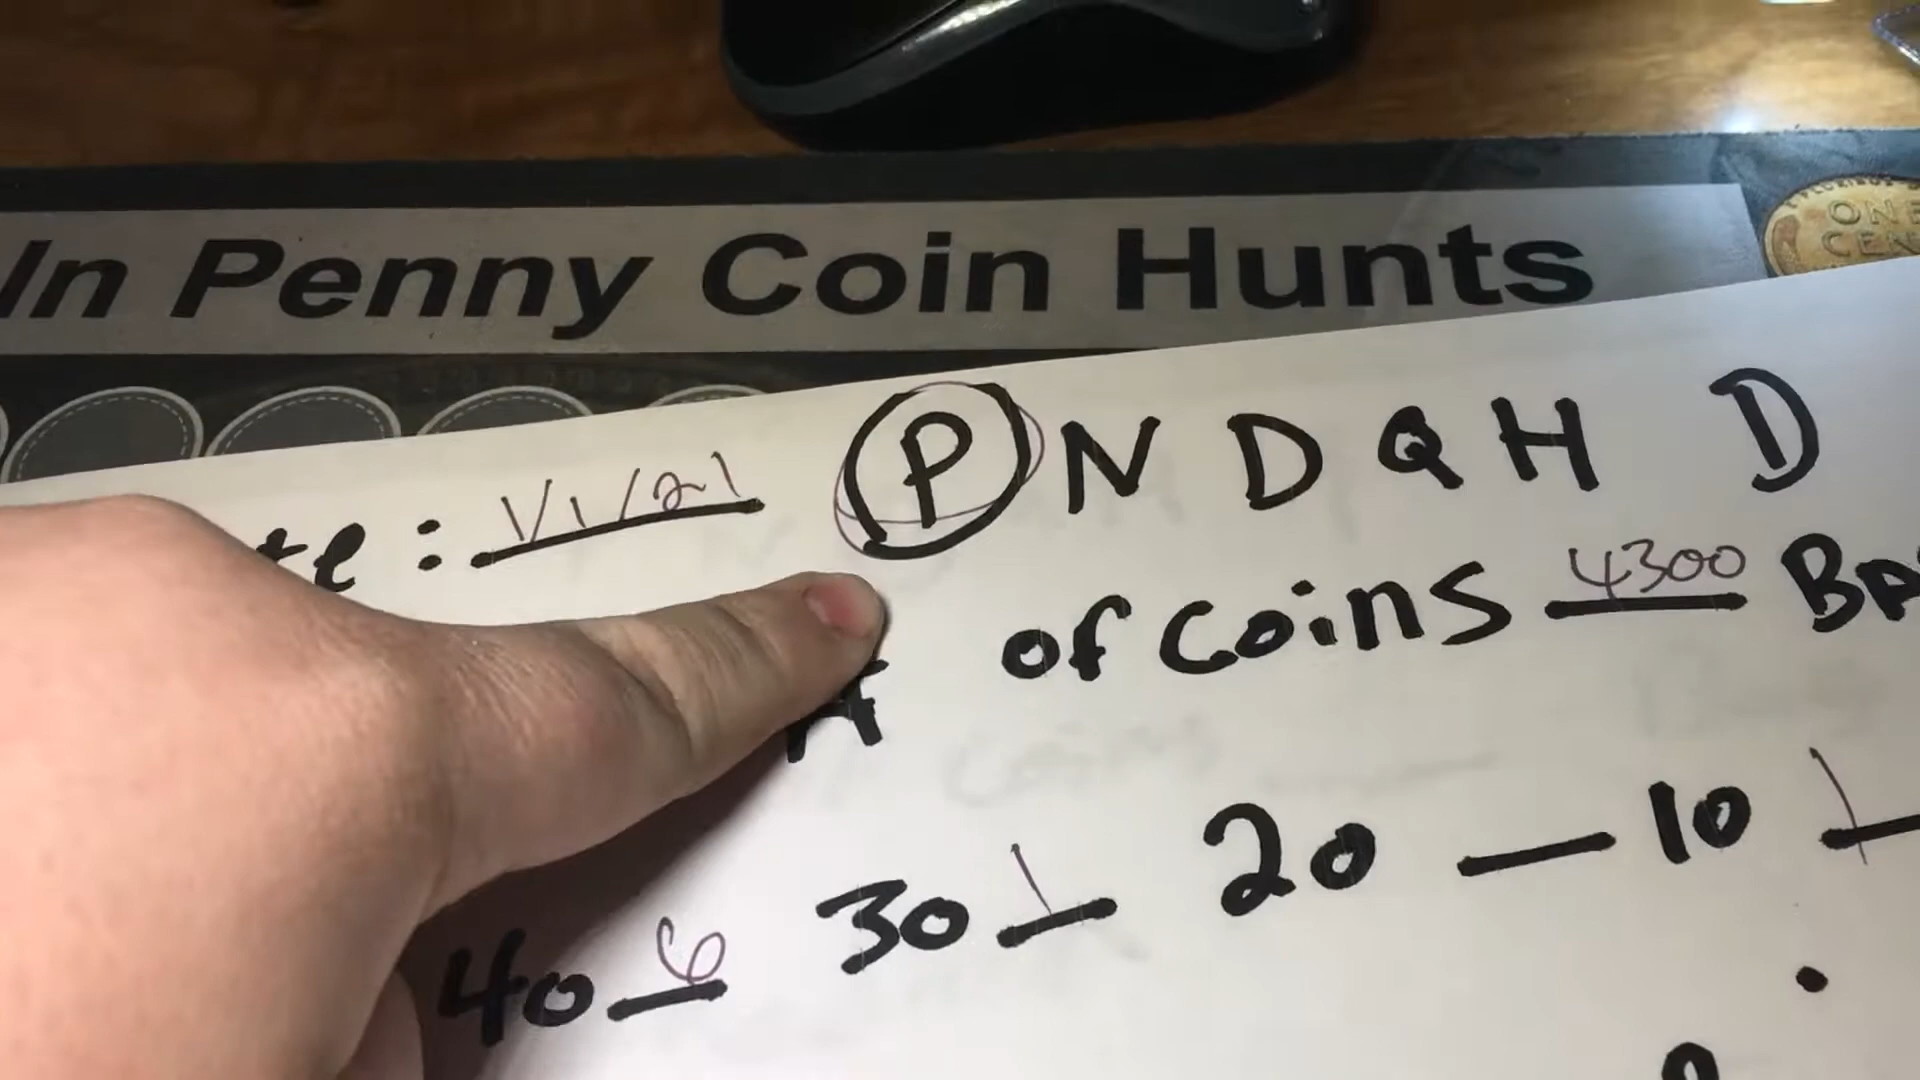 ONE
CEN
In Penny Coin Hunts
te: 1/1/21 P N D Q H D
# of coins 4300 BA
40 6 30 1 20 10 1